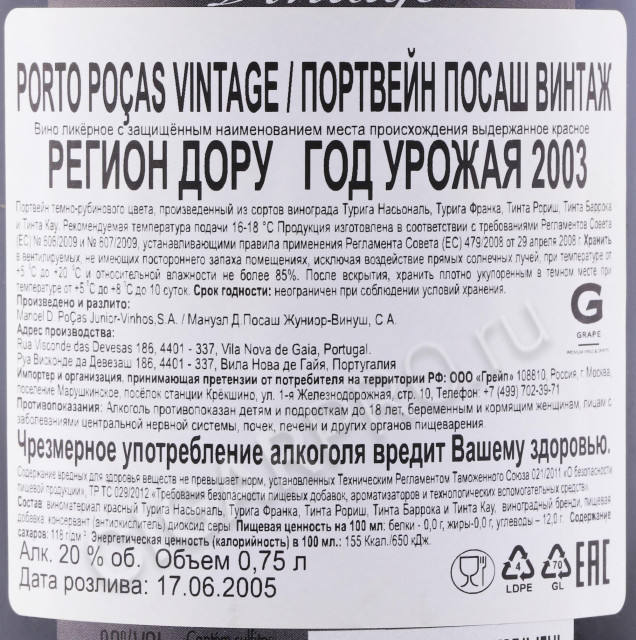 Vintage
PORTO POÇAS VINTAGE / ПОРТВЕЙН ПОСАШ ВИНТАЖ
Вино ликёрное с защищённым наименованием места происхождения выдержанное красное
РЕГИОН ДОРУ ГОД УРОЖАЯ 2003
Портвейн темно-рубинового цвета, произведенный из сортов винограда Турига Насьональ, Турига Франка, Тинта Рориш, Тинта Баррока
и Тинта Кау. Рекомендуемая температура подачи 16-18 °С Продукция изготовлена в соответствии с требованиями Регламентов Совета
(ЕС) № 606/2009 и № 607/2009, устанавливающими правила применения Регламента Совета (ЕС) 479/2008 от 29 апреля 2008 г. Хранить
в вентилируемых, не имеющих постороннего запаха помещениях, исключая воздействие прямых солнечных лучей, при температуре от
+5 °С до +20 °С и относительной влажности не более 85%. После вскрытия, хранить плотно укупоренным в темном месте при
температуре от +5°С до +8°С до 10 суток. Срок годности: неограничен при соблюдении условий хранения.
Произведено и разлито:
Manoel D. PoÇas Junior-Vinhos,S.A. / Мануэл Д.Посаш Жуниор-Винуш, С.А.
Адрес производства:
Rua Visconde das Devesas 186, 4401 - 337, Vila Nova de Gaia, Portugal.
Руа Висконде да Девезаш 186, 4401 - 337, Вила Нова де Гайя, Португалия
G
GRAPE
Импортер и организация, принимающая претензии от потребителя на территории РФ: ООО «Грейп» 108810, Россия, г Москва,
поселение Марушкинское, посёлок станции Крёкшино, ул. 1-я Железнодорожная, стр. 10, Телефон: +7 (499) 702-39-71
Противопоказания: Алкоголь противопоказан детям и подросткам до 18 лет, беременным и кормящим женщинам, лицам с
заболеваниями центральной нервной системы, почек, печени и других органов пищеварения.
Чрезмерное употребление алкоголя вредит Вашему здоровью.
Содержание вредных для здоровья веществ не превышает норм, установленных Техническим Регламентом Таможенного Союза 021/2011 «О безопасности
пищевой продукции», ТР ТС 029/2012 «Требования безопасности пищевых добавок, ароматизаторов и технологических вспомогательных средств»
Состав: виноматериал красный Турига Насьональ, Турига Франка, Тинта Рориш, Тинта Баррока и Тинта Кау, виноградный бренди, пищевая
добавка консервант (антиокислитель) диоксид серы Пищевая ценность на 100 мл: белки - 0,0 г, жиры-0,0 г, углеводы – 12,0 г Содержание
сахаров: 118 г/дм³ Энергетическая ценность (калорийность) в 100 мл.: 155 Ккал./650 кДж.
Алк. 20 % об. Объем 0,75 л
Дата розлива: 17.06.2005
4
LDPE
70
GL
EAC
Contém sulfitos